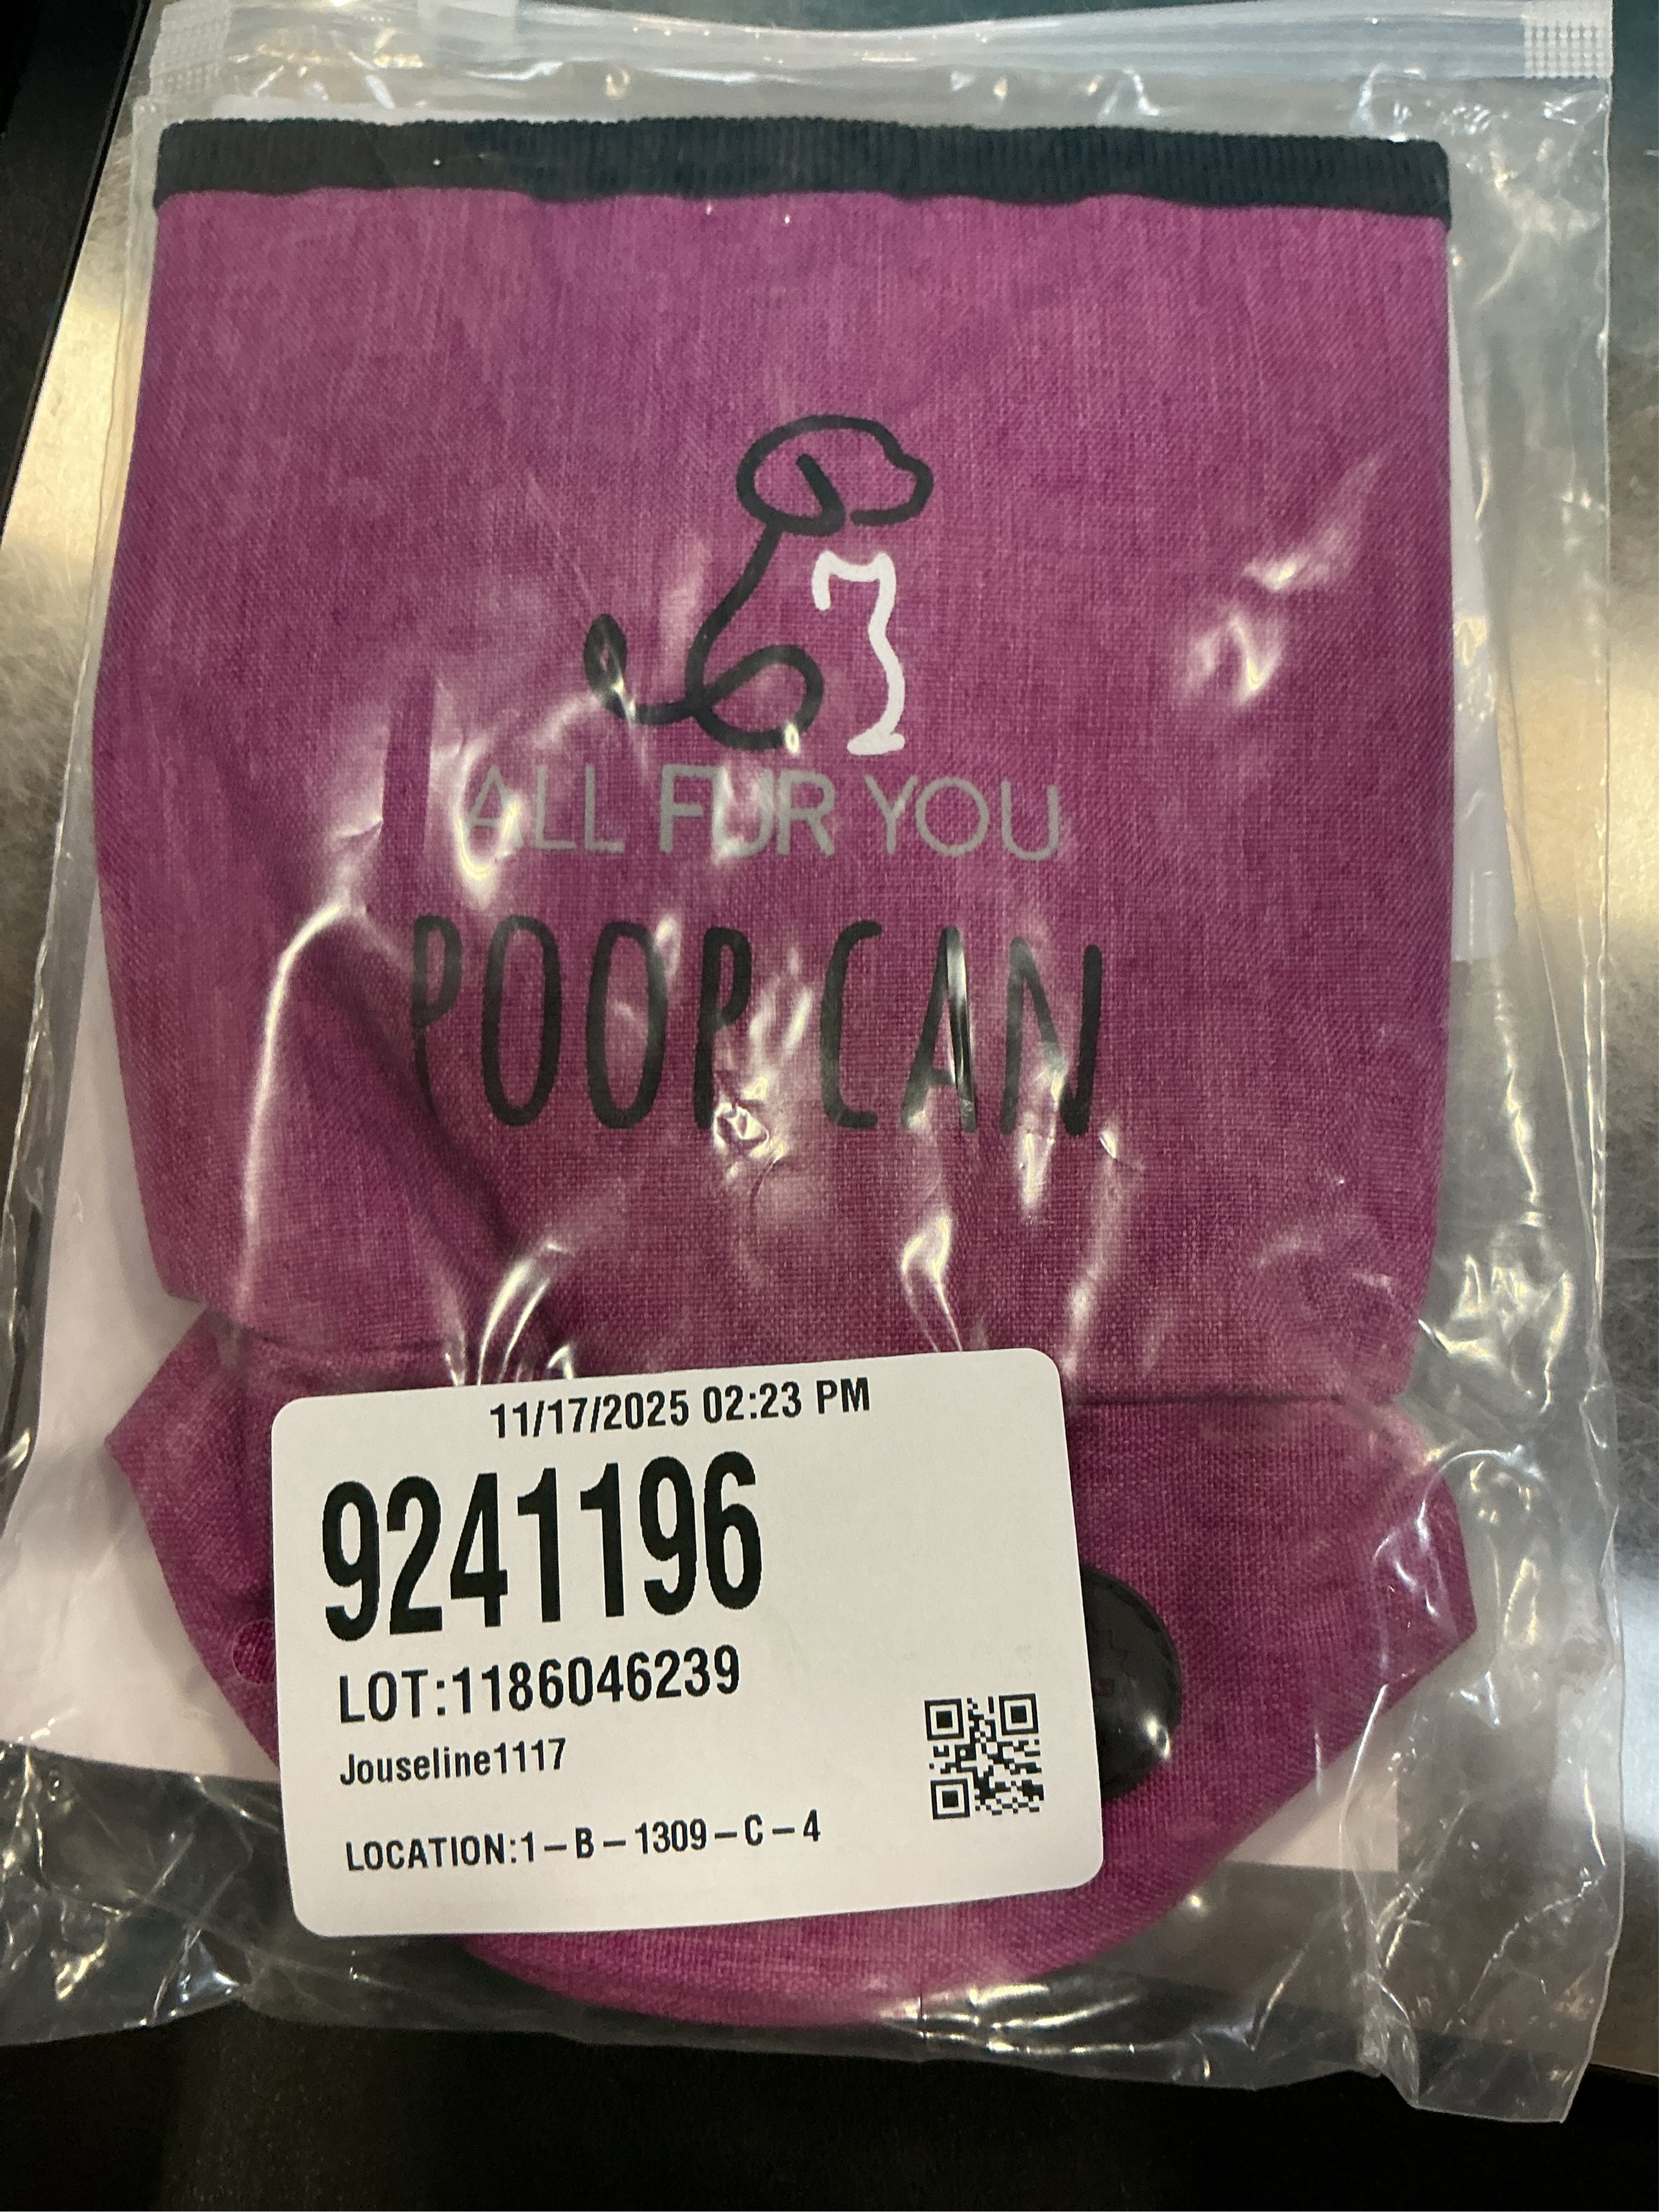 ALL FUR YOU
POOP CAN
11/17/2025 02:23 PM
9241196
LOT:1186046239
Jouseline1117
LOCATION:1-B-1309-C-4